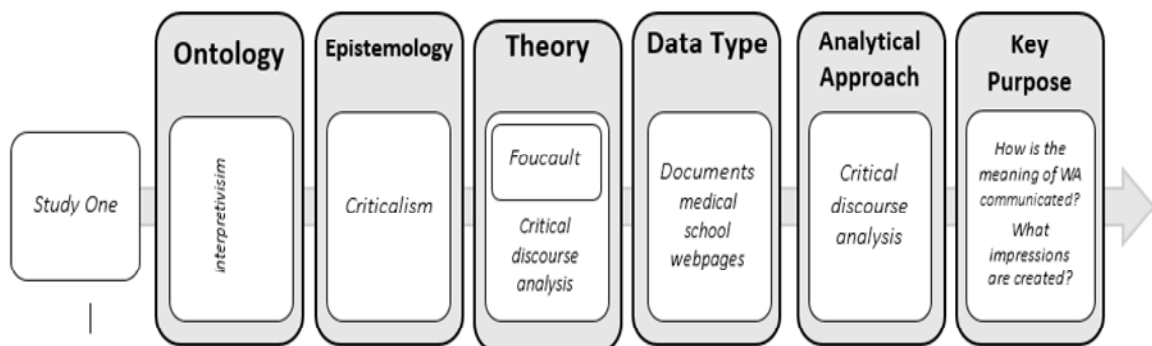 Ontology
Epistemology
Theory
Data Type
Analytical
Approach
Key
Purpose
Study One
interpretivisim
Criticalism
Foucault
Critical
discourse
analysis
Documents
medical
school
webpages
Critical
discourse
analysis
How is the
meaning of WA
communicated?
What
impressions
are created?